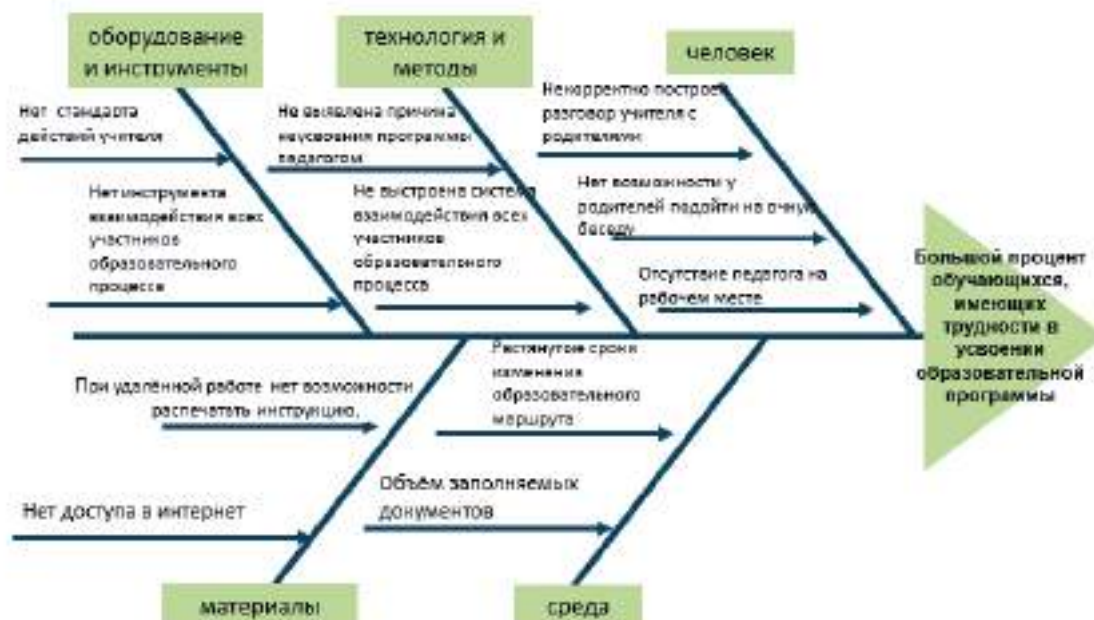 оборудование
и инструменты
технология и
методы
человек
Нет стандарта
действий учителя
Не выявлена причина
неусвоения программы
педагогом
Некорректно построен
разговор учителя с
родителями
Нет инструмента
взаимодействия всех
участников
образовательного
процесса
Не выстроена система
взаимодействия всех
участников
образовательного
процесса
Нет возможности у
родителей подойти на очную
беседу
Отсутствие педагога на
рабочем месте
Большой процент
обучающихся,
имеющих
трудности в
усвоении
образовательной
программы
При удалённой работе нет возможности
распечатать инструкцию.
Растянутые сроки
изменения
образовательного
маршрута
Нет доступа в интернет
Объём заполняемых
документов
материалы
среда